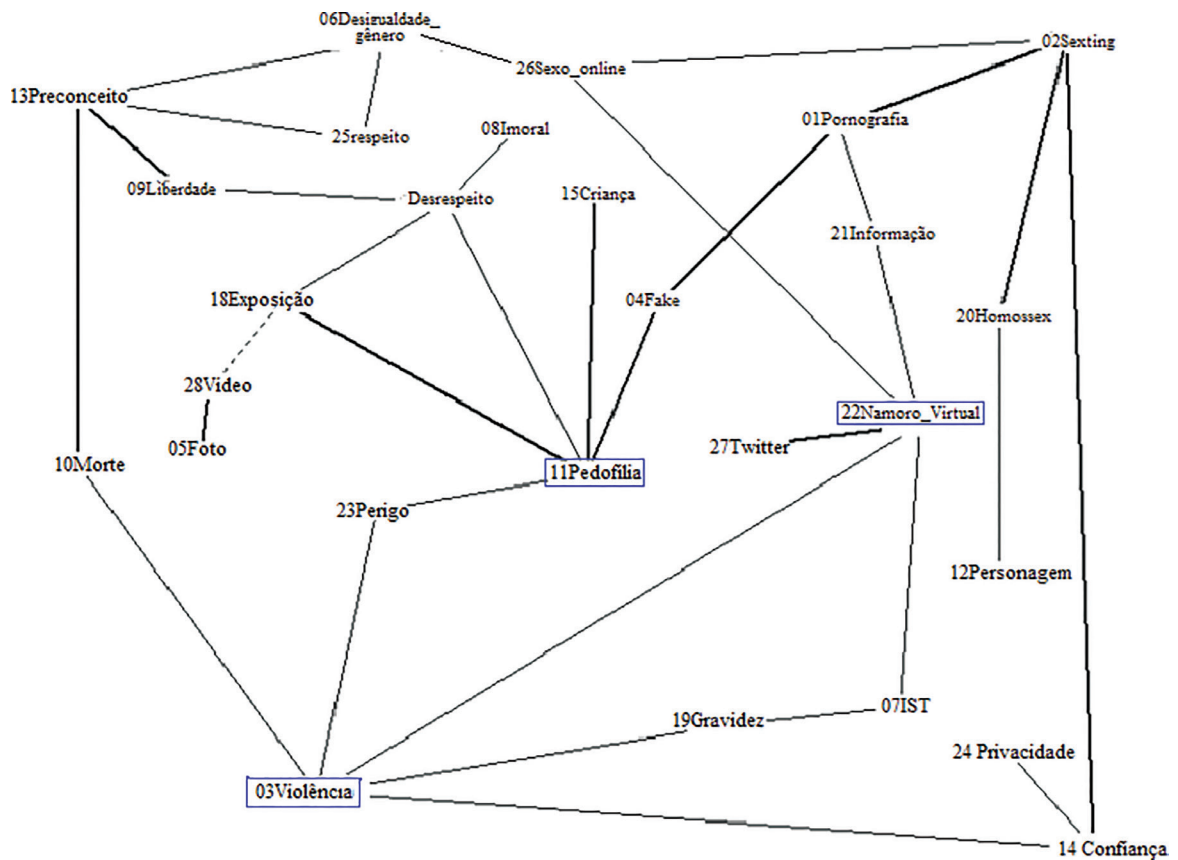 06Desigualdade_
gênero
02Sexting
26Sexo_online
13Preconceito
01Pornografia
08Imoral
25respeito
09Liberdade
15Criança
Desrespeito
21Informação
18Exposição
04Fake
20Homossex
28Video
22Namoro_Virtual
05Foto
27Twitter
10Morte
11Pedofília
23Perigo
12Personagem
07IST
19Gravidez
24 Privacidade
03Violência
14 Confiança